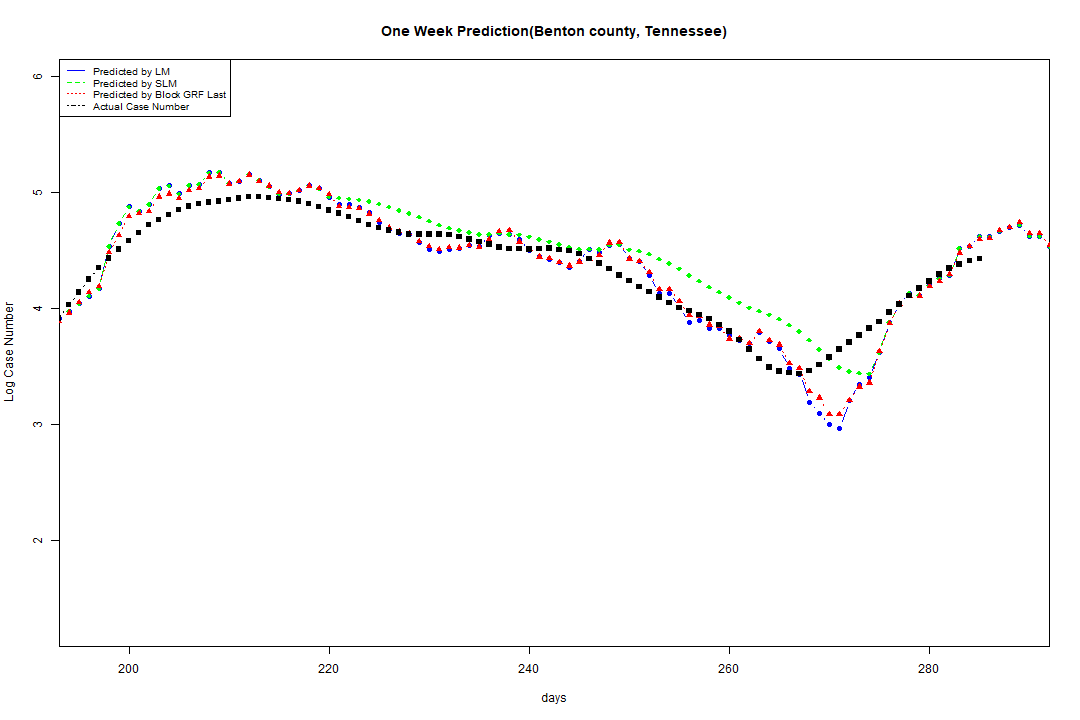 One Week Prediction(Benton county, Tennessee)
Predicted by LM
Predicted by SLM
Predicted by Block GRF Last
Actual Case Number
6
5
4
3
2
Log Case Number
200 220 240 260 280
days